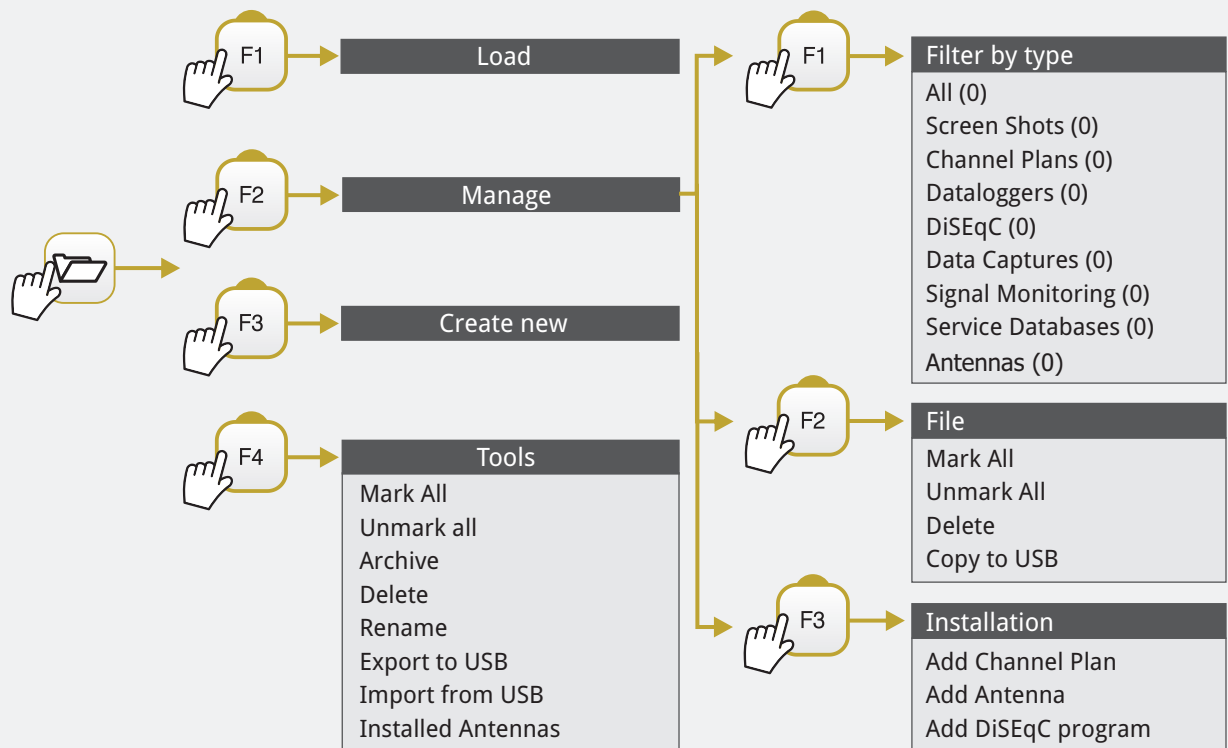 F1
Load
F2
Manage
F3
Create new
F4
Tools
Mark All
Unmark all
Archive
Delete
Rename
Export to USB
Import from USB
Installed Antennas
F1
Filter by type
All (0)
Screen Shots (0)
Channel Plans (0)
Dataloggers (0)
DiSEqC (0)
Data Captures (0)
Signal Monitoring (0)
Service Databases (0)
Antennas (0)
F2
File
Mark All
Unmark All
Delete
Copy to USB
F3
Installation
Add Channel Plan
Add Antenna
Add DiSEqC program